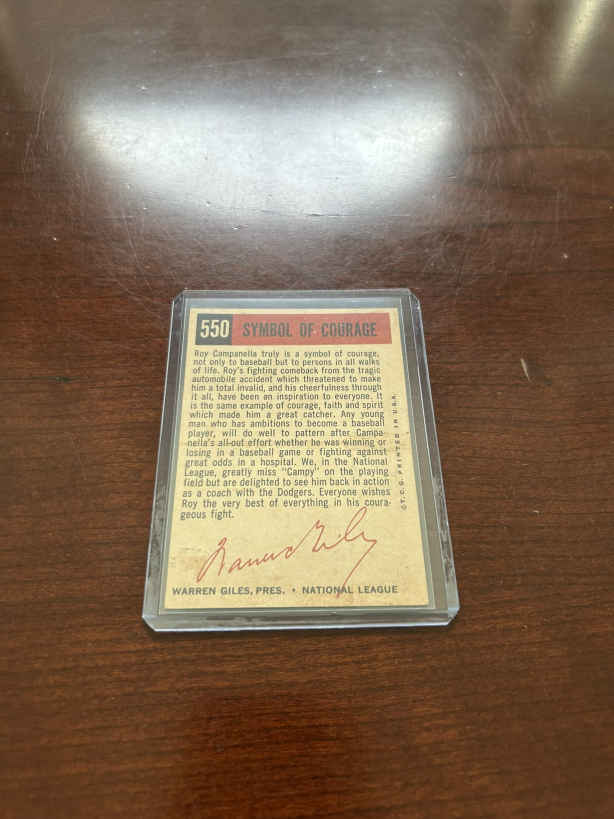 550 SYMBOL OF COURAGE
Roy Campanella truly is a symbol of courage,
not only to baseball but to persons in all walks
of life. Roy's fighting comeback from the tragic
automobile accident which threatened to make
him a total invalid, and his cheerfulness through
it all, have been an inspiration to everyone. It
is the same example of courage, faith and spirit
which made him a great catcher. Any young
man who has ambitions to become a baseball
player, will do well to pattern after Campa-
nella's all-out effort whether he was winning or
losing in a baseball game or fighting against
great odds in a hospital. We, in the National
League, greatly miss "Campy" on the playing
field but are delighted to see him back in action
as a coach with the Dodgers. Everyone wishes
Roy the very best of everything in his coura-
geous fight.
©T.C.G. PRINTED IN U.S.A.
Warren Giles
WARREN GILES, PRES. • NATIONAL LEAGUE